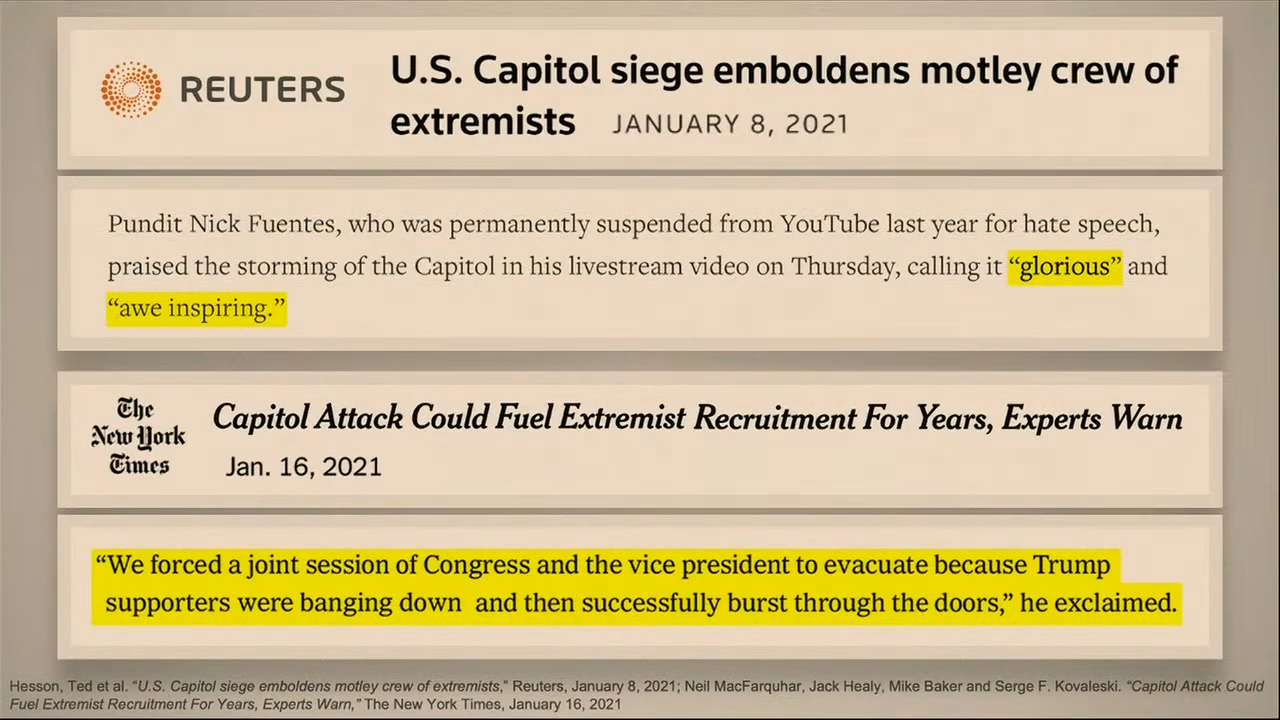 REUTERS
U.S. Capitol siege emboldens motley crew of
extremists JANUARY 8, 2021
Pundit Nick Fuentes, who was permanently suspended from YouTube last year for hate speech,
praised the storming of the Capitol in his livestream video on Thursday, calling it “glorious” and
“awe inspiring.”
The
New York
Times
Capitol Attack Could Fuel Extremist Recruitment For Years, Experts Warn
Jan. 16, 2021
“We forced a joint session of Congress and the vice president to evacuate because Trump
supporters were banging down and then successfully burst through the doors,” he exclaimed.
Hesson, Ted et al. “U.S. Capitol siege emboldens motley crew of extremists,” Reuters, January 8, 2021; Neil MacFarquhar, Jack Healy, Mike Baker and Serge F. Kovaleski. “Capitol Attack Could
Fuel Extremist Recruitment For Years, Experts Warn,” The New York Times, January 16, 2021